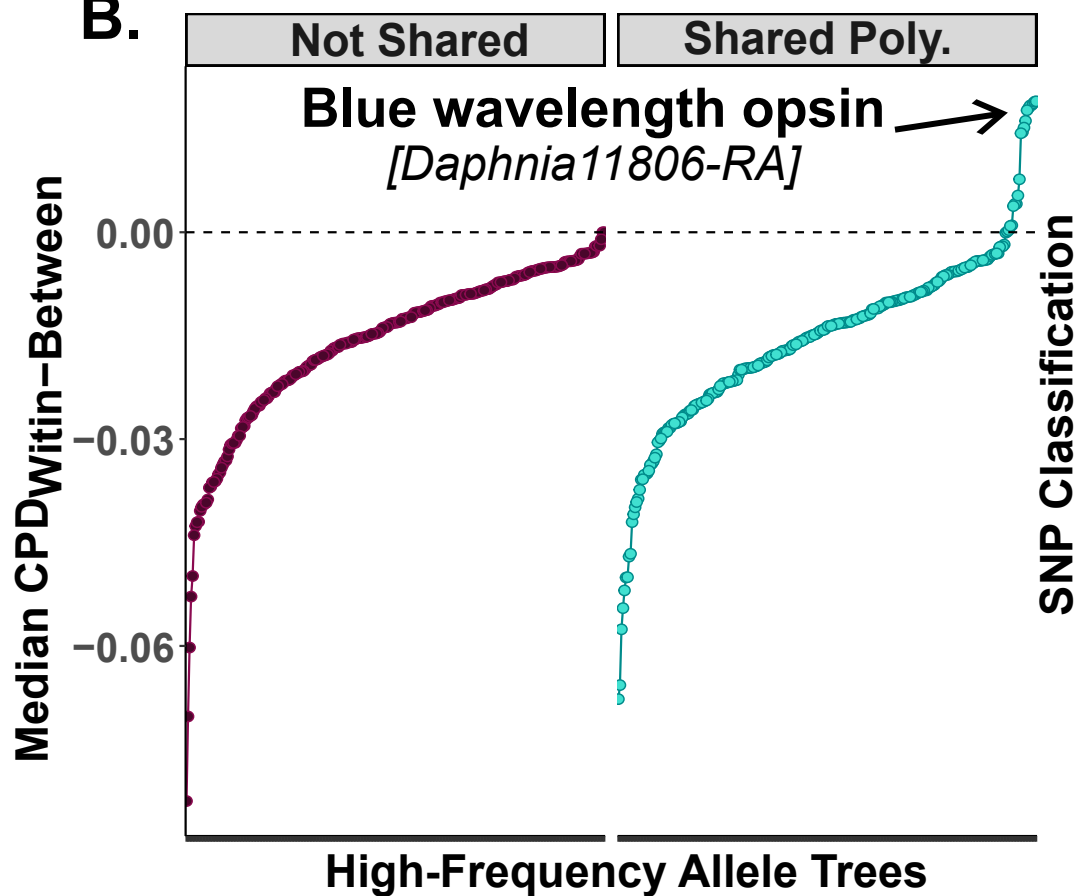 B.
Not Shared
Shared Poly.
Blue wavelength opsin
[Daphnia11806-RA]
Median CPDWitin−Between
0.00
−0.03
−0.06
SNP Classification
High-Frequency Allele Trees